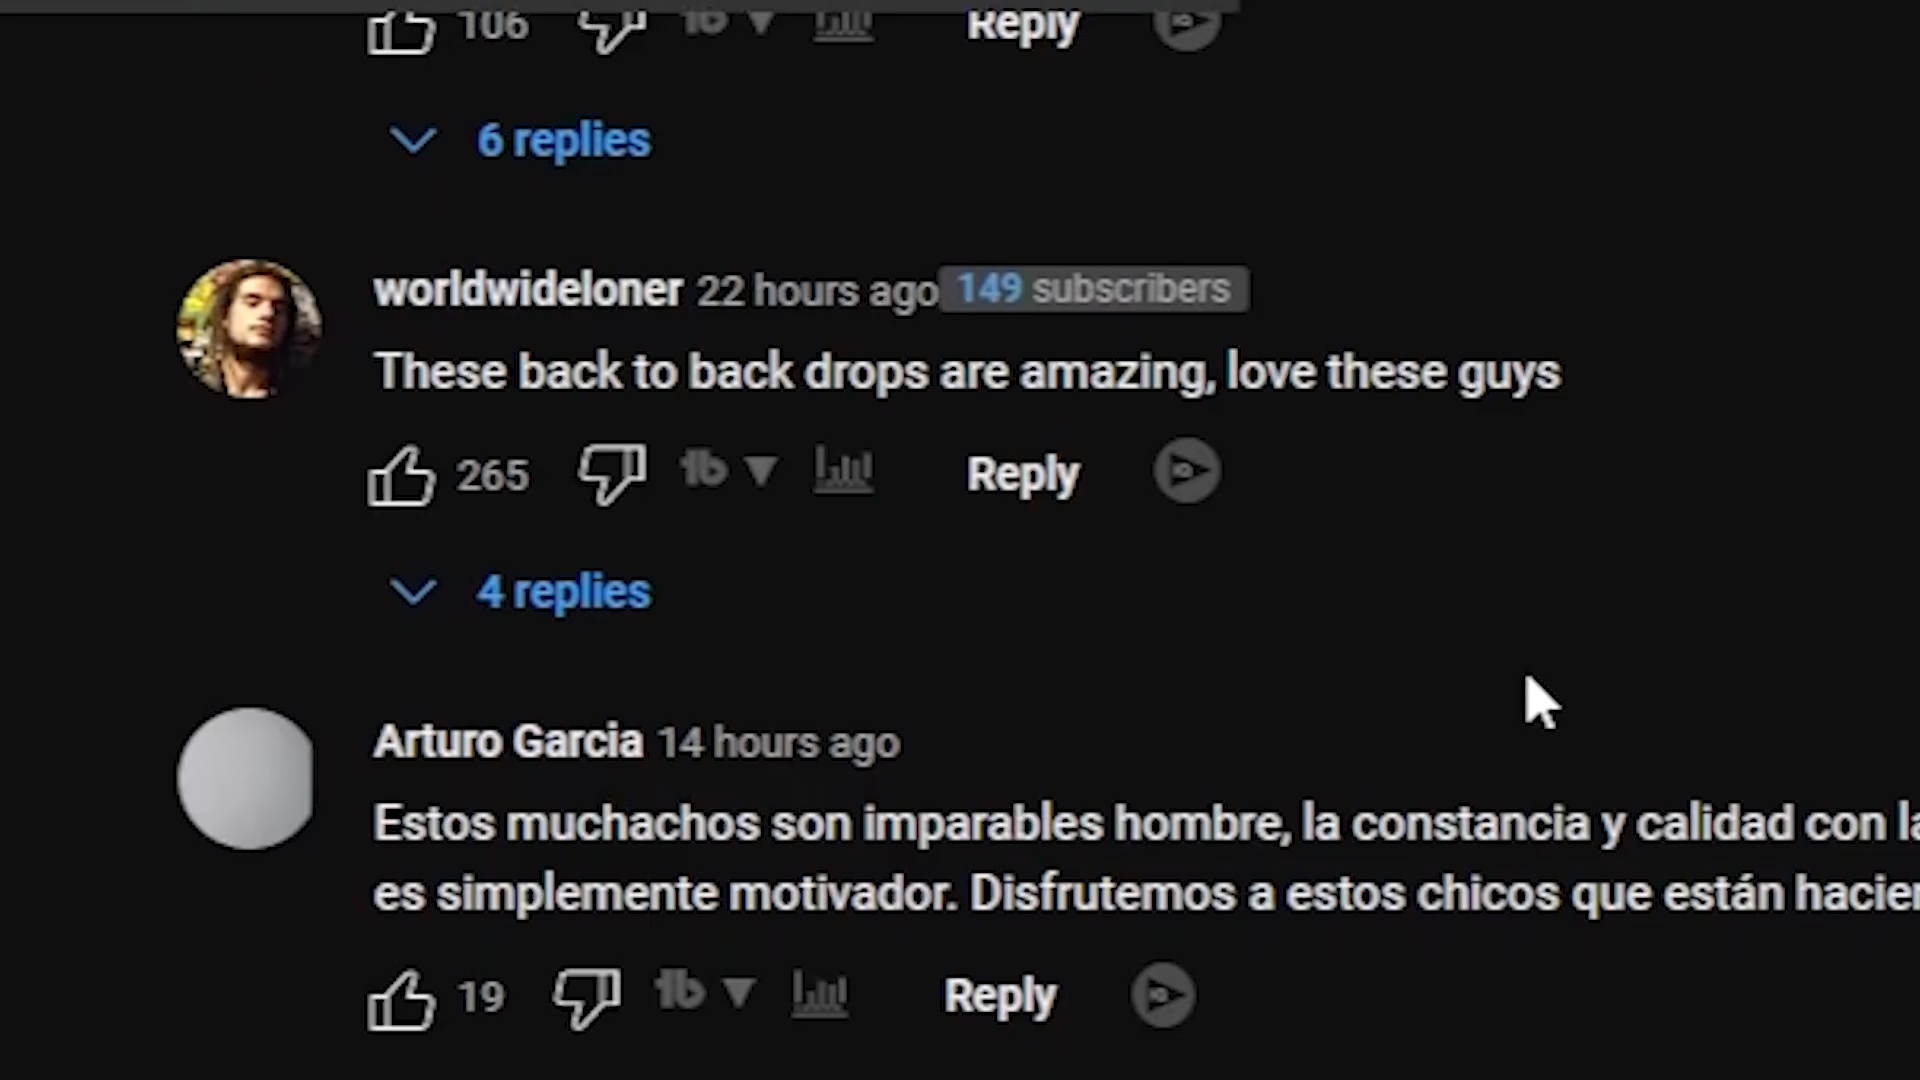 106 Reply
6 replies
worldwideloner 22 hours ago 149 subscribers
These back to back drops are amazing, love these guys
265 tb Reply
4 replies
Arturo Garcia 14 hours ago
Estos muchachos son imparables hombre, la constancia y calidad con
es simplemente motivador. Disfrutemos a estos chicos que están
19 tb Reply